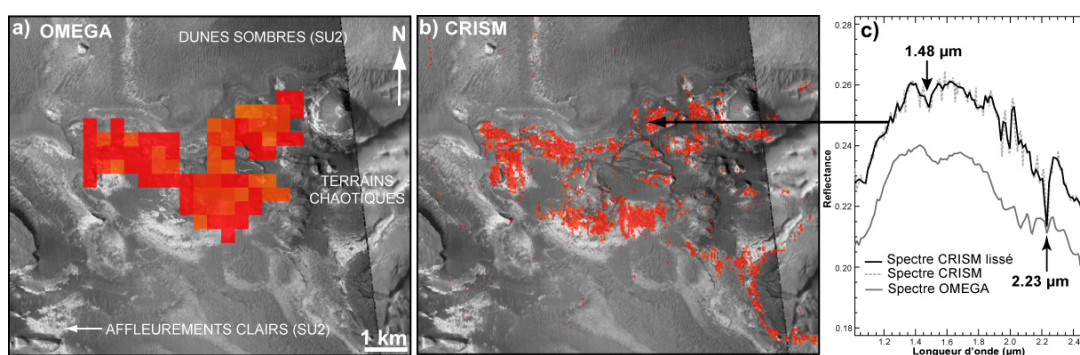 a) OMEGA
DUNES SOMBRES (SU2)
N
TERRAINS
CHAOTIQUES
AFFLEUREMENTS CLAIRS (SU2)
1 km
b) CRISM
c)
1.48 µm
0.28
0.26
0.24
0.22
0.20
0.18
Reflectance
2.23 µm
Spectre CRISM lissé
Spectre CRISM
Spectre OMEGA
1.2 1.4 1.6 1.8 2.0 2.2 2.4
Longueur d'onde (µm)